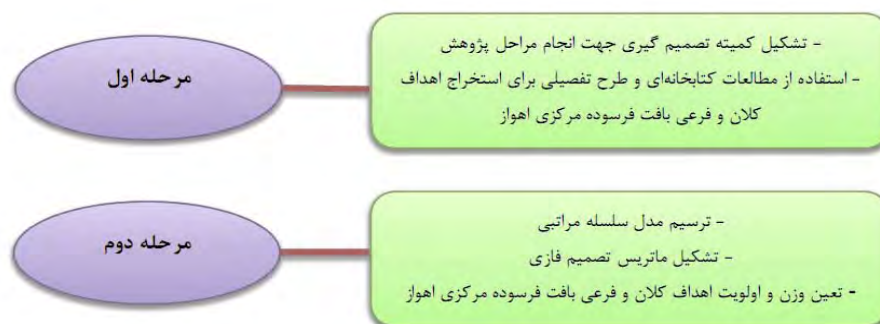 مرحله اول
- تشکیل کمیته تصمیم گیری جهت انجام مراحل پژوهش
- استفاده از مطالعات کتابخانه‌ای و طرح تفصیلی برای استخراج اهداف
کلان و فرعی بافت فرسوده مرکزی اهواز
مرحله دوم
- ترسیم مدل سلسله مراتبی
- تشکیل ماتریس تصمیم فازی
- تعین وزن و اولویت اهداف کلان و فرعی بافت فرسوده مرکزی اهواز